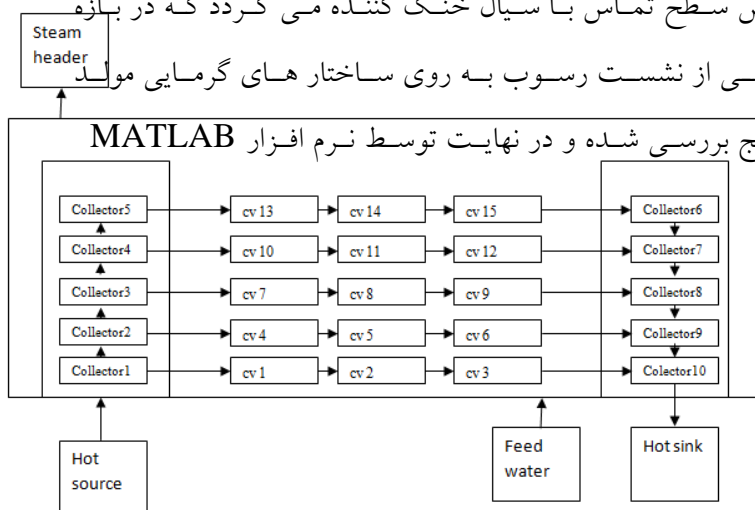 سطح تماس با سیال خنک کننده می گردد که در بازه
Steam
header
از نشست رسوب به روی ساختار های گرمایی مولد
بررسی شده و در نهایت توسط نرم افزار MATLAB
Collector5 cv 13 cv 14 cv 15 Collector6
Collector4 cv 10 cv 11 cv 12 Collector7
Collector3 cv 7 cv 8 cv 9 Collector8
Collector2 cv 4 cv 5 cv 6 Collector9
Collector1 cv 1 cv 2 cv 3 Colector10
Hot
source
Feed
water
Hot sink